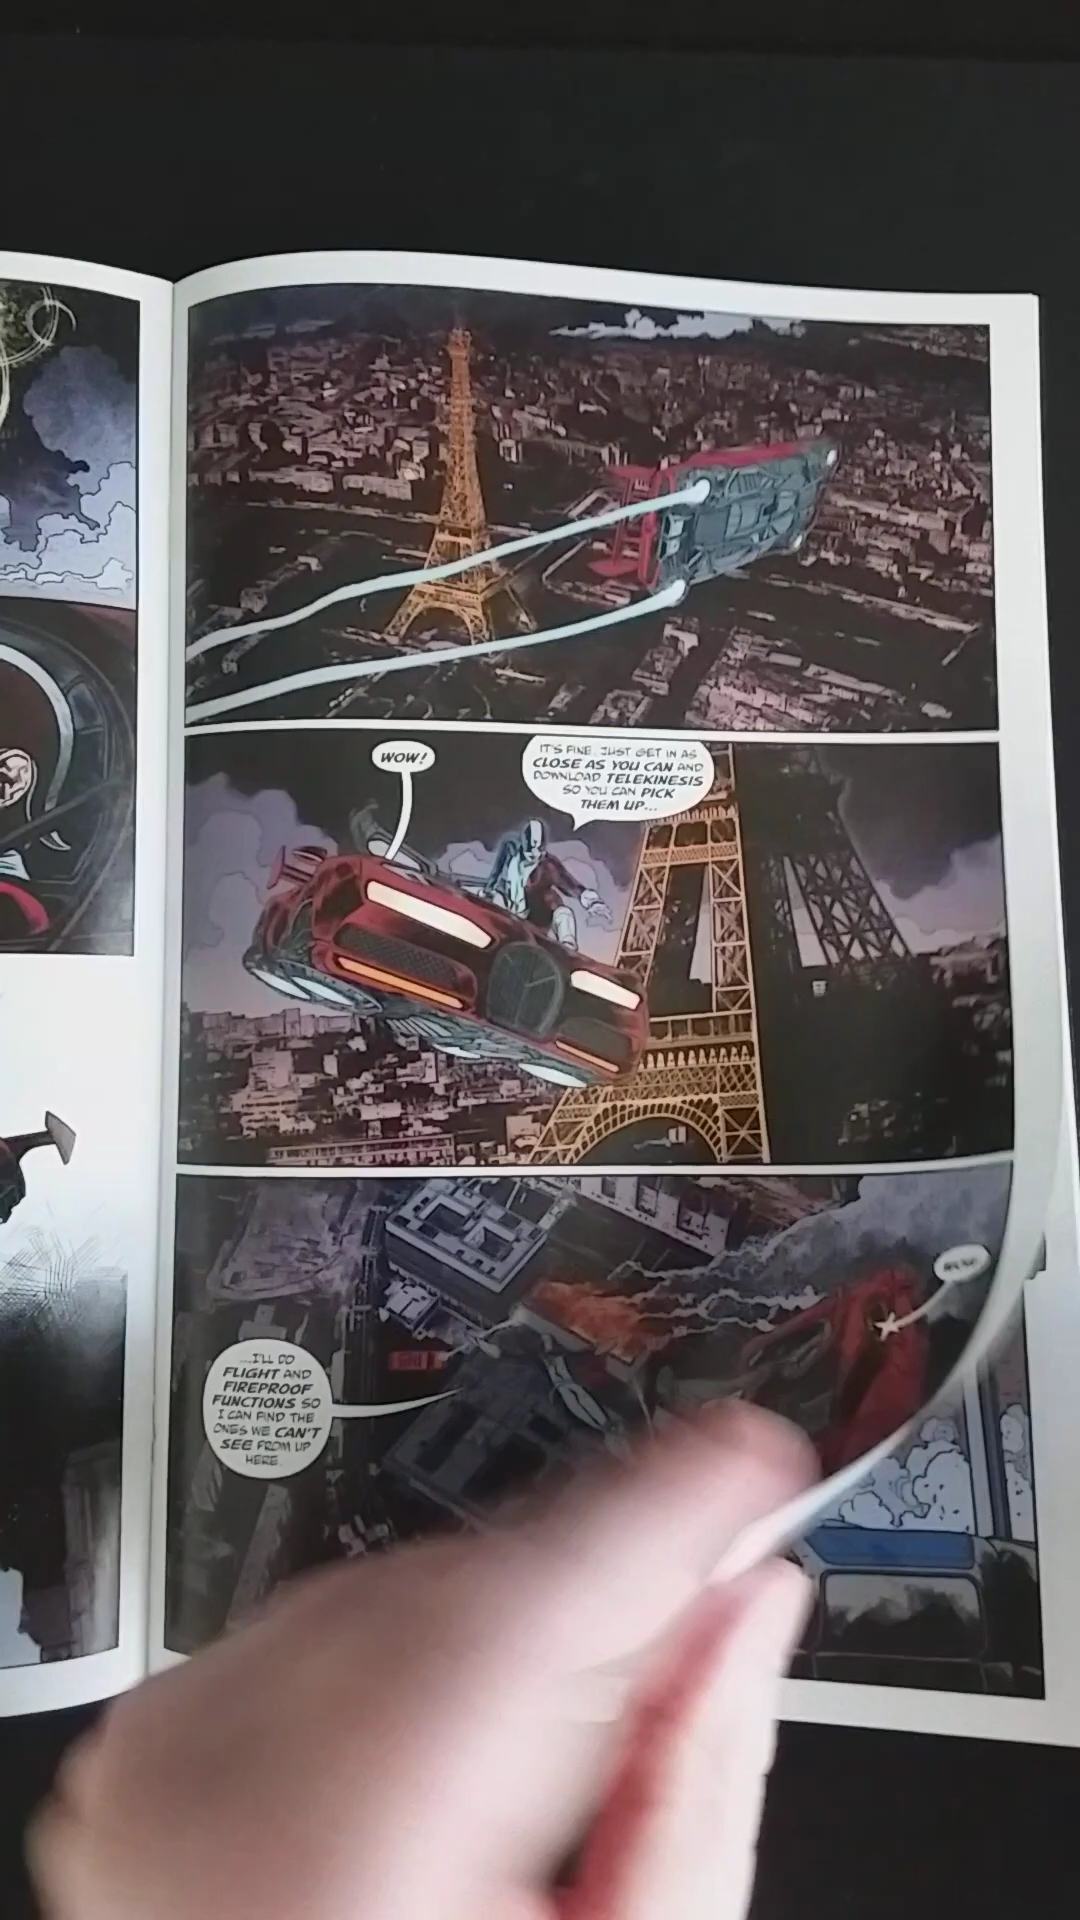 WOW!
IT'S FINE. JUST GET IN AS
CLOSE AS YOU CAN AND
DOWNLOAD TELEKINESIS
SO YOU CAN PICK
THEM UP...
...I'LL DO
FLIGHT AND
FIREPROOF
FUNCTIONS SO
I CAN FIND THE
ONES WE CAN'T
SEE FROM UP
HERE.